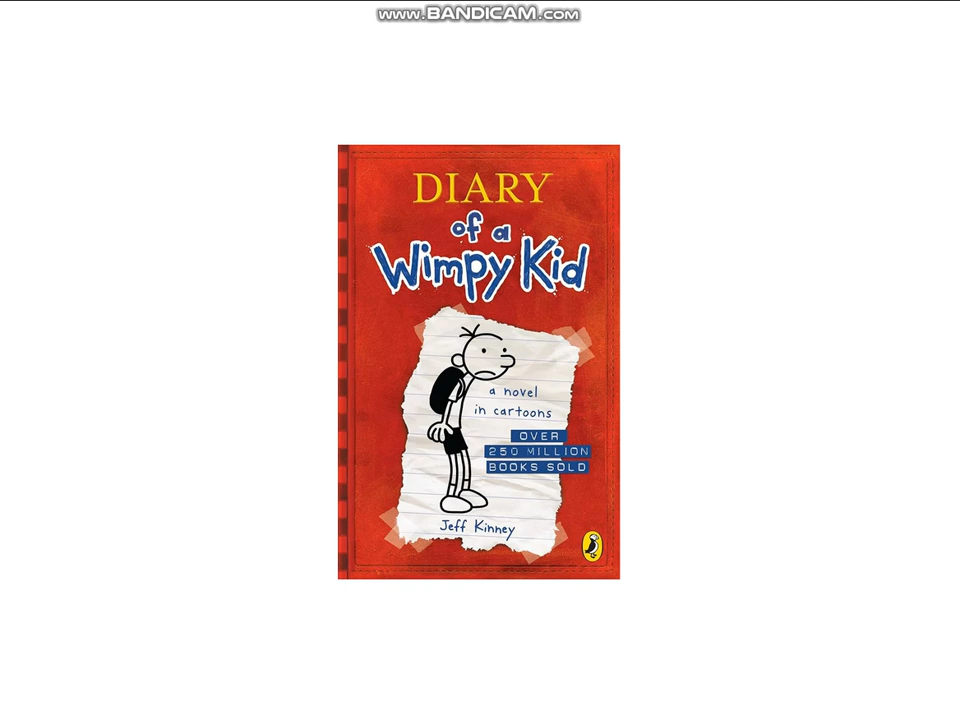 www.BANDICAM.com
DIARY
of a
Wimpy Kid
a novel
in cartoons
OVER
250 MILLION
BOOKS SOLD
Jeff Kinney